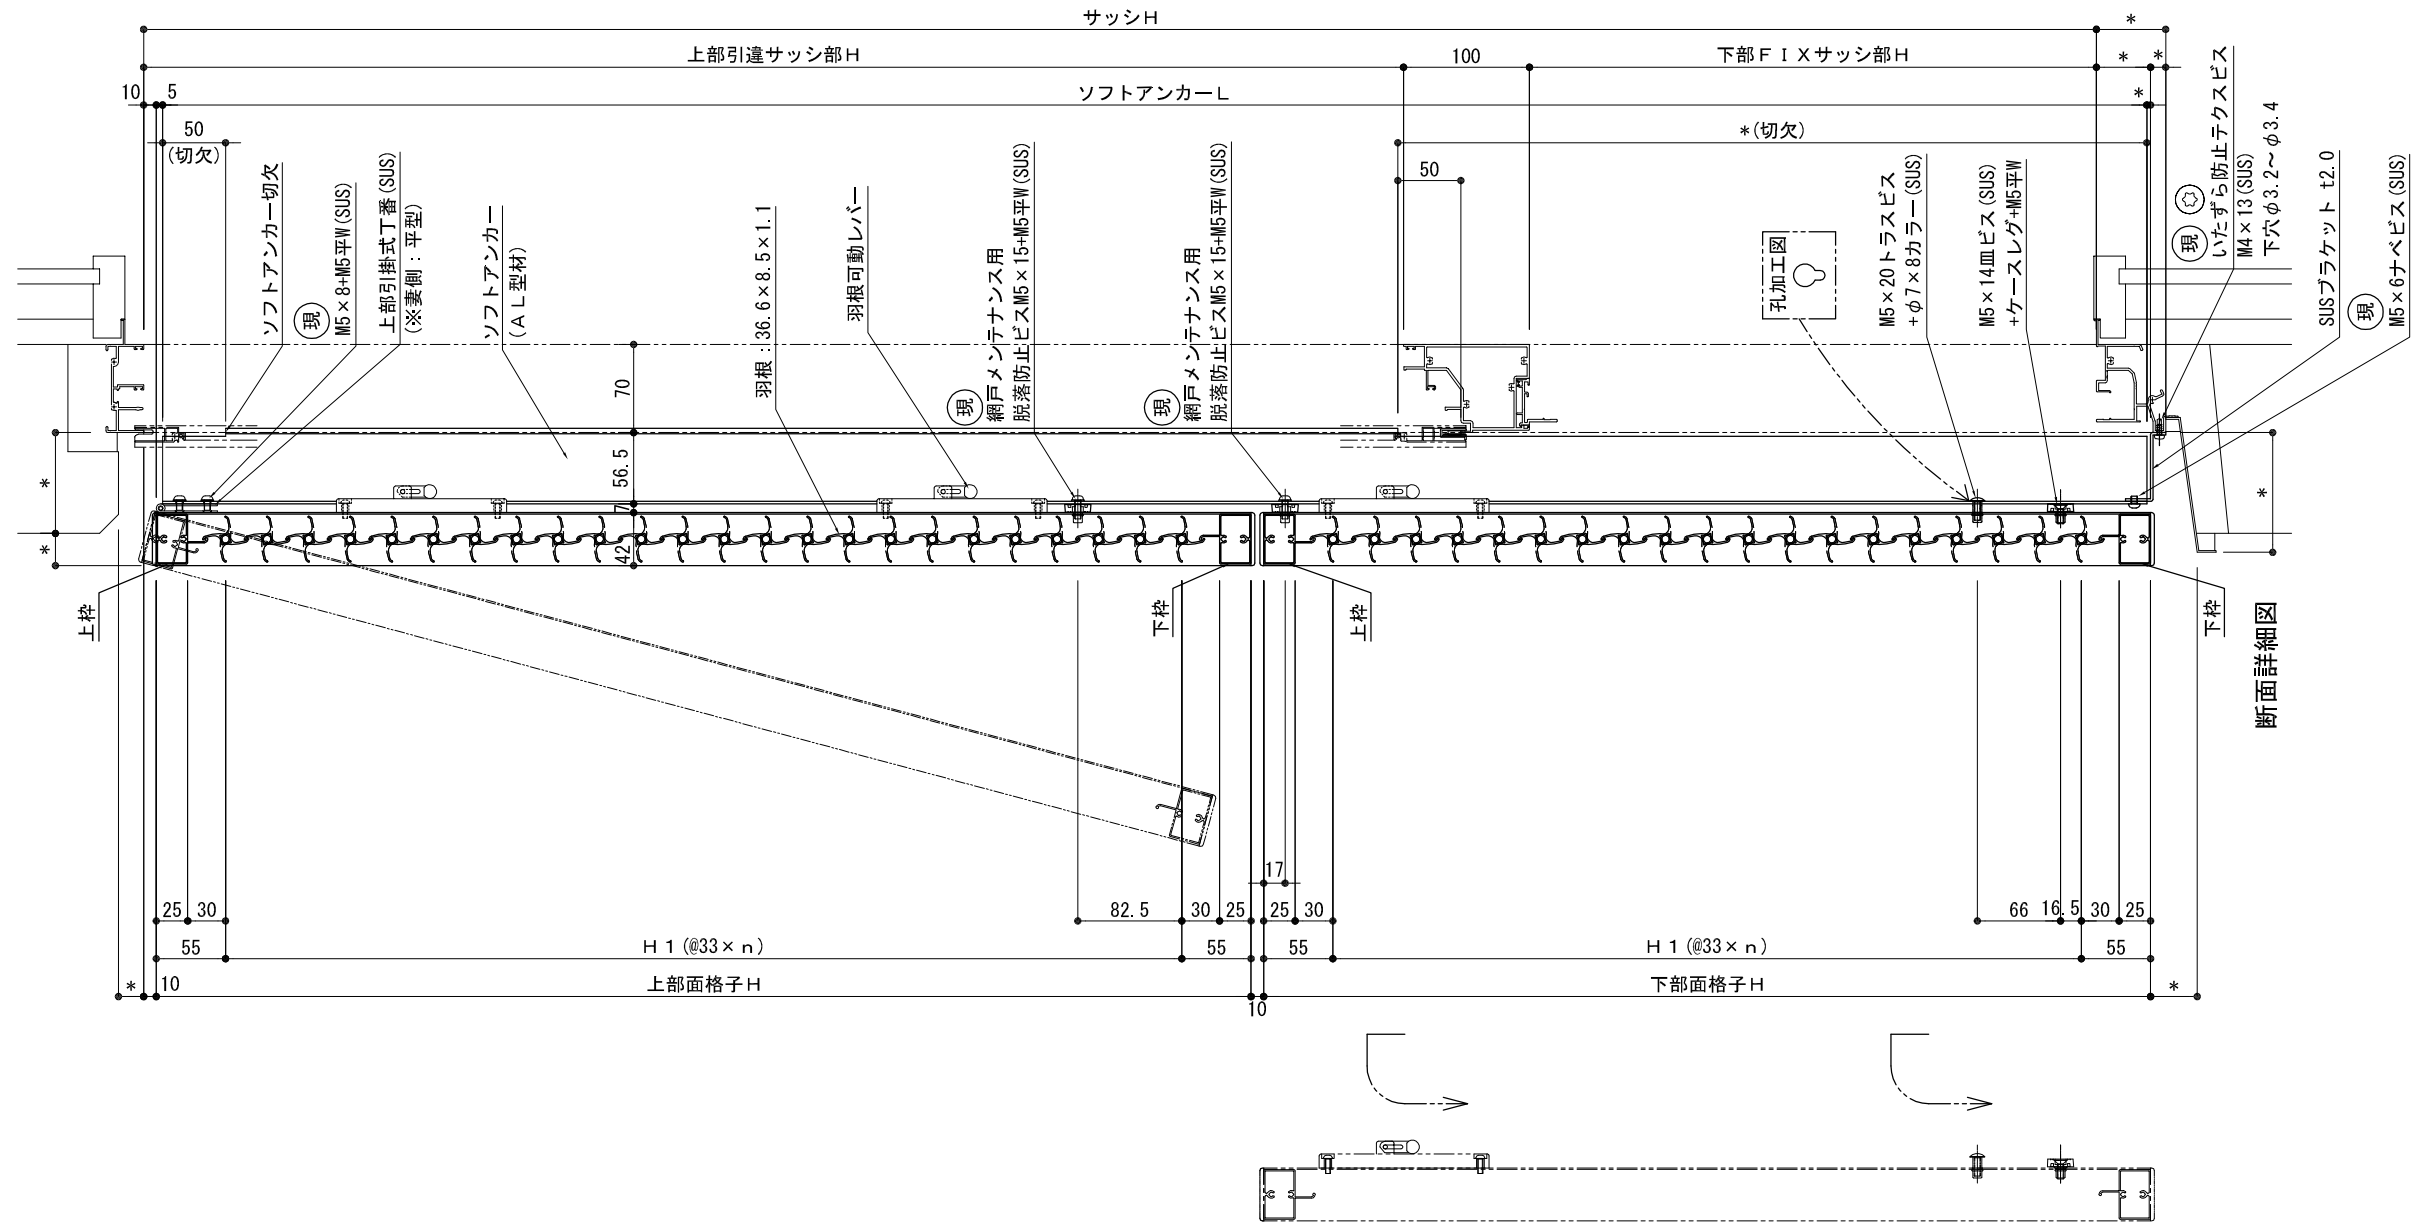 サッシH
*
上部引違サッシ部H
100
下部FIXサッシ部H
*
*
10
5
ソフトアンカーL
*
50
(切欠)
*(切欠)
50
ソフトアンカー切欠
現
M5×8+M5平W(SUS)
上部引掛式丁番(SUS)
(※妻側：平型)
ソフトアンカー
(AL型材)
羽根：36.6×8.5×1.1
羽根可動レバー
現
網戸メンテナンス用
脱落防止ビスM5×15+M5平W(SUS)
現
網戸メンテナンス用
脱落防止ビスM5×15+M5平W(SUS)
孔加工図
M5×20トラスビス
+φ7×8カラー(SUS)
M5×14皿ビス(SUS)
+ケースレグ+M5平W
現
いたずら防止テクスビス
M4×13(SUS)
下穴φ3.2～φ3.4
SUSブラケット t2.0
現
M5×6ナベビス(SUS)
70
56.5
7
42
*
*
*
上枠
下枠
上枠
下枠
断面詳細図
17
25
30
82.5
30
25
25
30
66
16.5
30
25
55
H1(@33×n)
55
55
H1(@33×n)
55
*
10
上部面格子H
10
下部面格子H
*